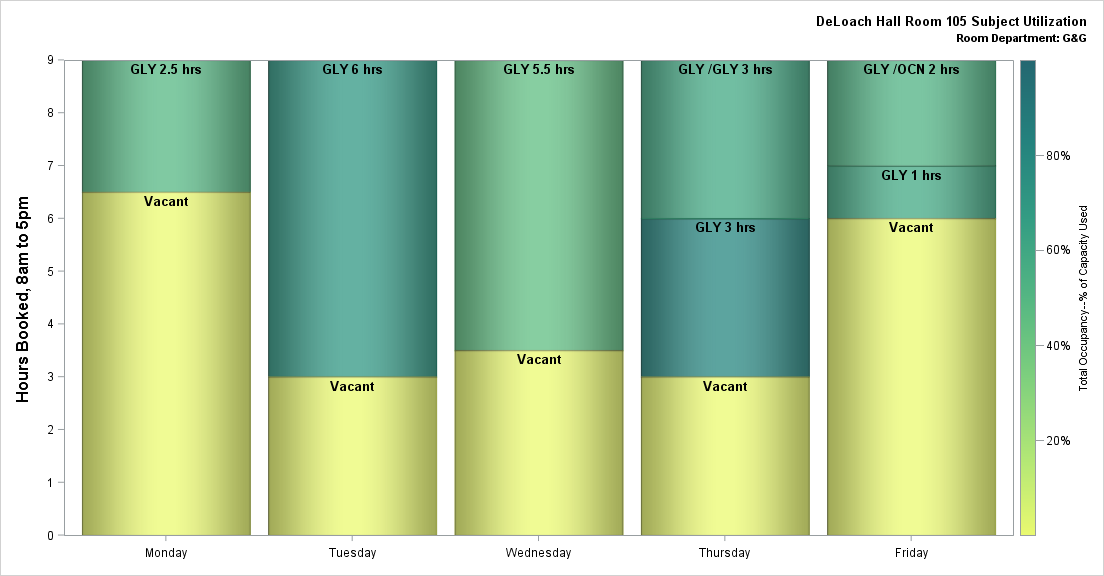 DeLoach Hall Room 105 Subject Utilization
Room Department: G&G
Hours Booked, 8am to 5pm
9
8
7
6
5
4
3
2
1
0
GLY 2.5 hrs
Vacant
GLY 6 hrs
Vacant
GLY 5.5 hrs
Vacant
GLY /GLY 3 hrs
GLY 3 hrs
Vacant
GLY /OCN 2 hrs
GLY 1 hrs
Vacant
Monday
Tuesday
Wednesday
Thursday
Friday
80%
60%
40%
20%
Total Occupancy--% of Capacity Used